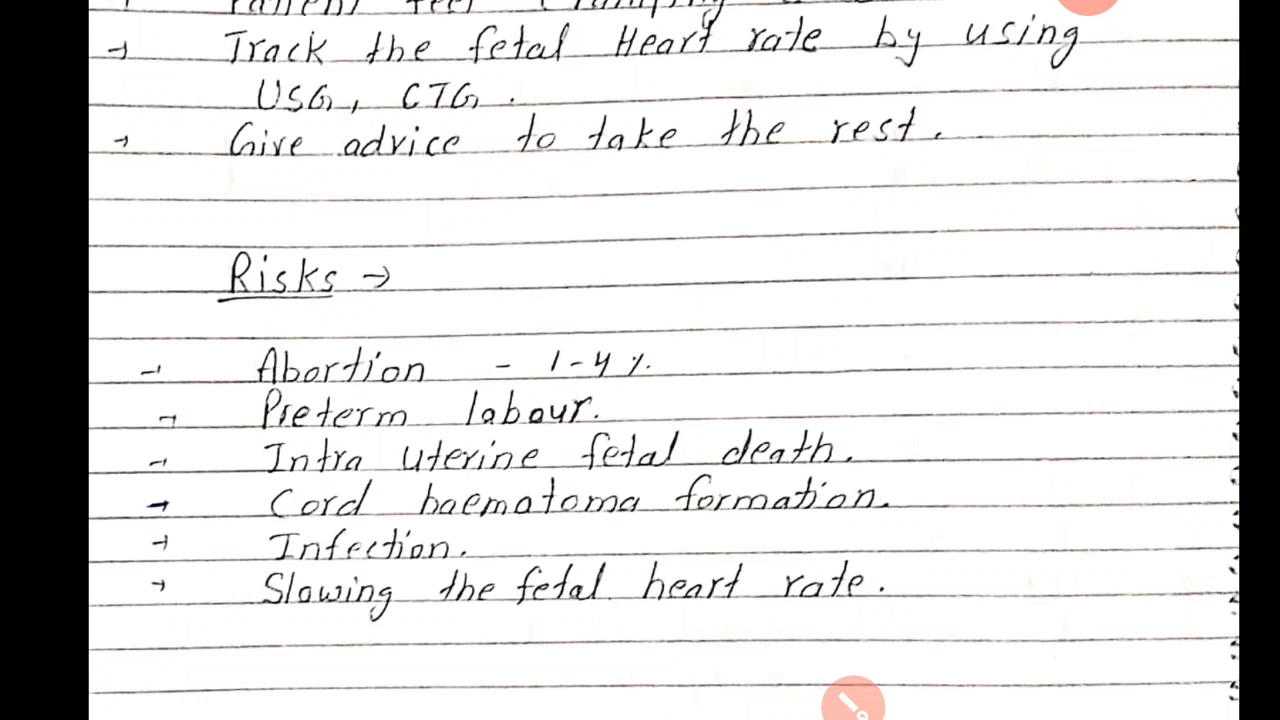 → Track the fetal Heart rate by using
USG, CTG.
→ Give advice to take the rest.
Risks →
→ Abortion - 1-4 %.
→ Preterm labour.
→ Intra uterine fetal death.
→ Cord haematoma formation.
→ Infection.
→ Slowing the fetal heart rate.